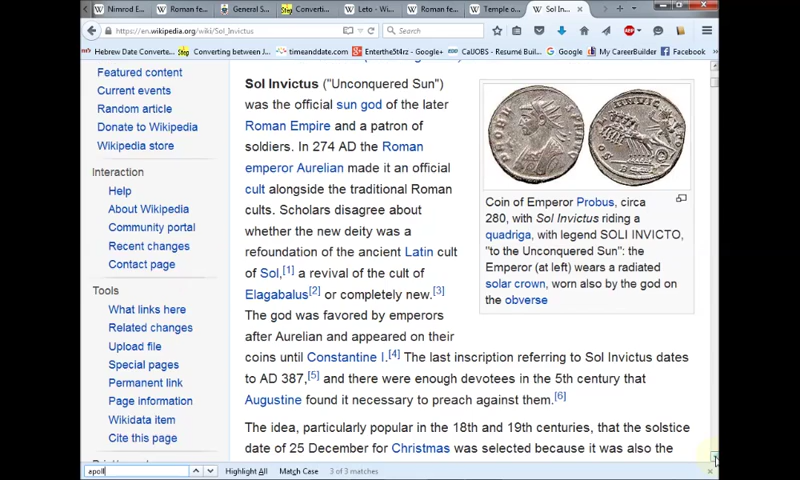 Nimrod E...
Roman fe...
General S...
Converti...
Leto - Wi...
Roman fe...
Temple o...
Sol In...
https://en.wikipedia.org/wiki/Sol_Invictus
Search
Hebrew Date Converte...
Converting between J...
timeanddate.com
Enterthe5t4rz - Google+
CalJOBS - Resumé Build...
Google
My CareerBuilder
Facebook
Featured content
Current events
Random article
Donate to Wikipedia
Wikipedia store
Interaction
Help
About Wikipedia
Community portal
Recent changes
Contact page
Tools
What links here
Related changes
Upload file
Special pages
Permanent link
Page information
Wikidata item
Cite this page
Sol Invictus ("Unconquered Sun")
was the official sun god of the later
Roman Empire and a patron of
soldiers. In 274 AD the Roman
emperor Aurelian made it an official
cult alongside the traditional Roman
cults. Scholars disagree about
whether the new deity was a
refoundation of the ancient Latin cult
of Sol,[1] a revival of the cult of
Elagabalus[2] or completely new.[3]
The god was favored by emperors
after Aurelian and appeared on their
coins until Constantine I.[4] The last inscription referring to Sol Invictus dates
to AD 387,[5] and there were enough devotees in the 5th century that
Augustine found it necessary to preach against them.[6]
The idea, particularly popular in the 18th and 19th centuries, that the solstice
date of 25 December for Christmas was selected because it was also the
Coin of Emperor Probus, circa
280, with Sol Invictus riding a
quadriga, with legend SOLI INVICTO,
"to the Unconquered Sun": the
Emperor (at left) wears a radiated
solar crown, worn also by the god on
the obverse
apoll
Highlight All
Match Case
3 of 3 matches